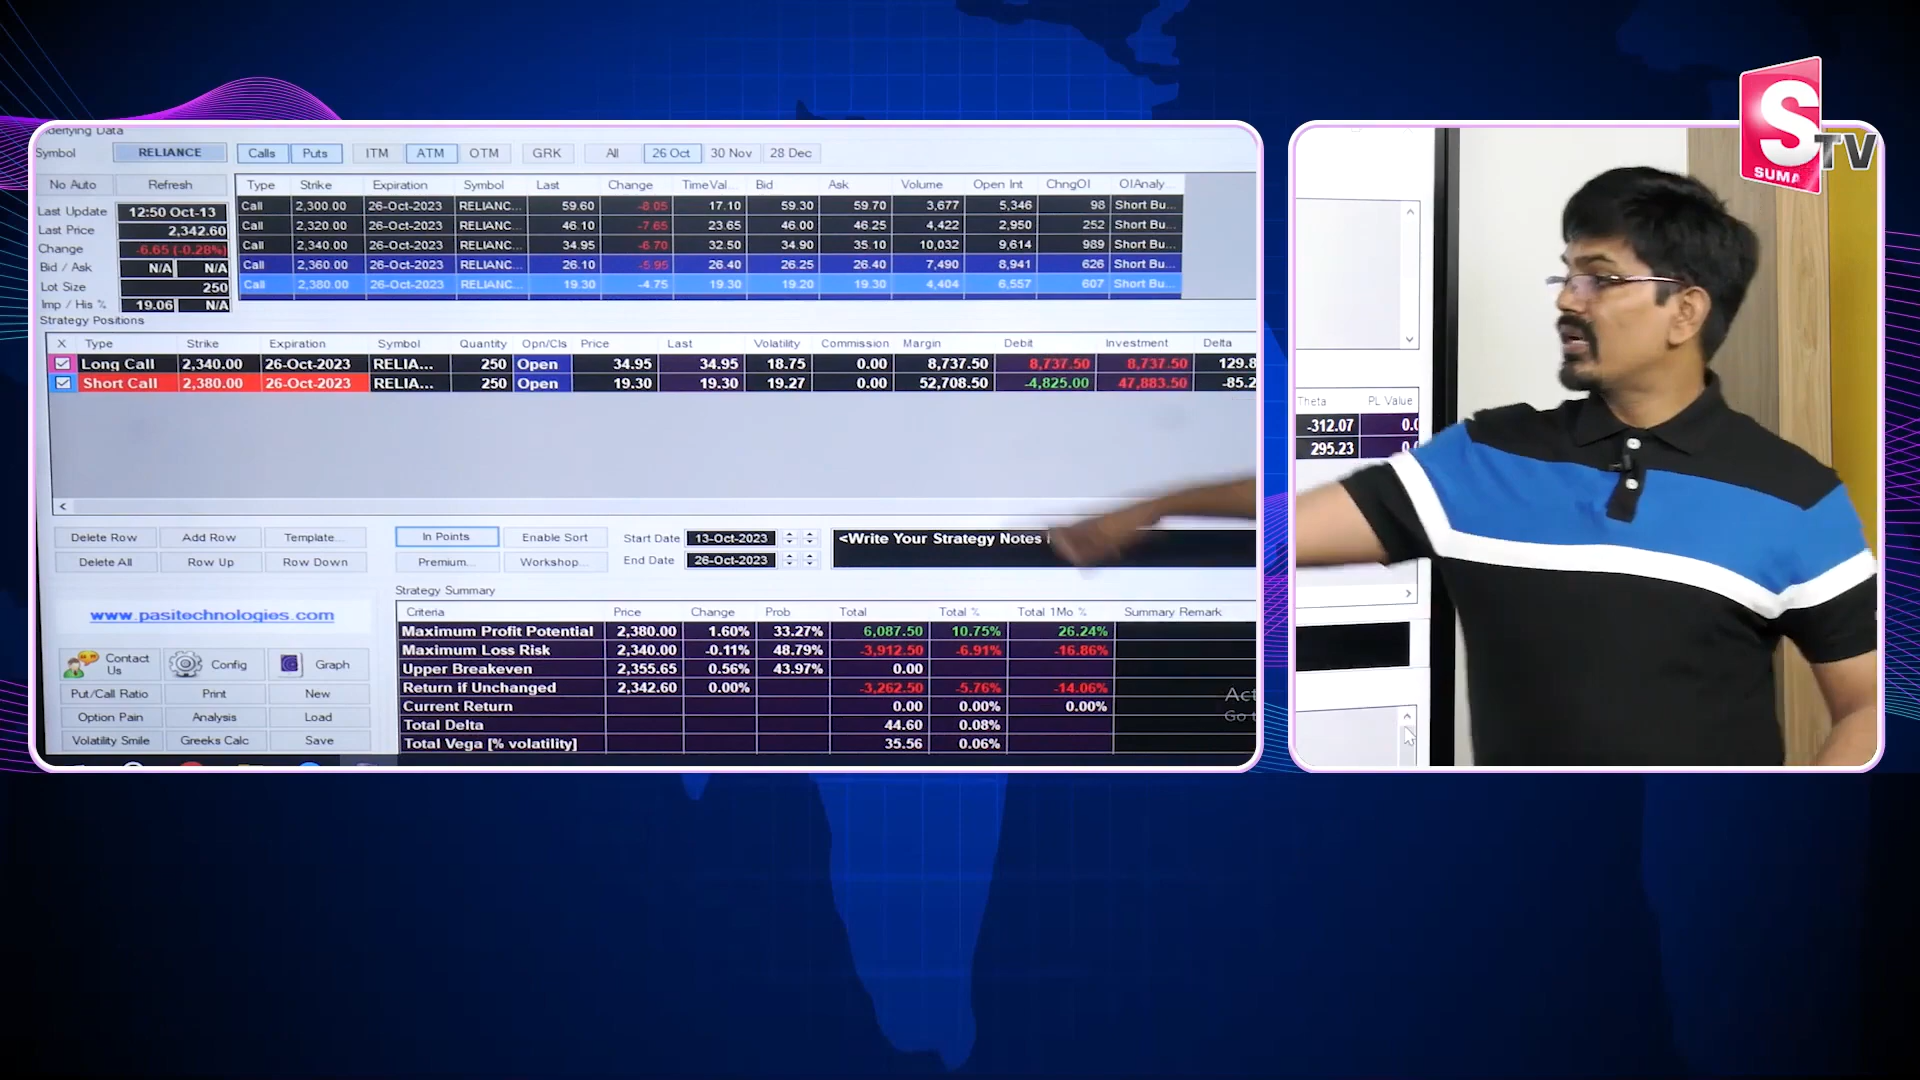 Underlying Data
Symbol RELIANCE Calls Puts ITM ATM OTM GRK All 26 Oct 30 Nov 28 Dec
No Auto Refresh
Type Strike Expiration Symbol Last Change TimeVal... Bid Ask Volume Open Int ChngOI OIAnaly...
Call 2,300.00 26-Oct-2023 RELIANC... 59.60 -8.05 17.10 59.30 59.70 3,677 5,346 98 Short Bu...
Call 2,320.00 26-Oct-2023 RELIANC... 46.10 -7.65 23.65 46.00 46.25 4,422 2,950 252 Short Bu...
Call 2,340.00 26-Oct-2023 RELIANC... 34.95 -6.70 32.50 34.90 35.10 10,032 9,614 989 Short Bu...
Call 2,360.00 26-Oct-2023 RELIANC... 26.10 -5.95 26.40 26.25 26.40 7,490 8,941 626 Short Bu...
Call 2,380.00 26-Oct-2023 RELIANC... 19.30 -4.75 19.30 19.20 19.30 4,404 6,557 607 Short Bu...
Last Update 12:50 Oct-13
Last Price 2,342.60
Change -6.65 (-0.28%)
Bid / Ask N/A N/A
Lot Size 250
Imp / His % 19.06 N/A
Strategy Positions
X Type Strike Expiration Symbol Quantity Opn/Cls Price Last Volatility Commission Margin Debit Investment Delta
Long Call 2,340.00 26-Oct-2023 RELIA... 250 Open 34.95 34.95 18.75 0.00 8,737.50 8,737.50 8,737.50 129.8
Short Call 2,380.00 26-Oct-2023 RELIA... 250 Open 19.30 19.30 19.27 0.00 52,708.50 -4,825.00 47,883.50 -85.2
Delete Row Add Row Template... In Points Enable Sort Start Date 13-Oct-2023 <Write Your Strategy Notes
Delete All Row Up Row Down Premium... Workshop... End Date 26-Oct-2023
Strategy Summary
Criteria Price Change Prob Total Total % Total 1Mo % Summary Remark
Maximum Profit Potential 2,380.00 1.60% 33.27% 6,087.50 10.75% 26.24%
Maximum Loss Risk 2,340.00 -0.11% 48.79% -3,912.50 -6.91% -16.86%
Upper Breakeven 2,355.65 0.56% 43.97% 0.00
Return if Unchanged 2,342.60 0.00% -3,262.50 -5.76% -14.06%
Current Return 0.00 0.00% 0.00%
Total Delta 44.60 0.08%
Total Vega [% volatility] 35.56 0.06%
www.pasitechnologies.com
Contact Us Config Graph
Put/Call Ratio Print New
Option Pain Analysis Load
Volatility Smile Greeks Calc Save
Act
Go t
Theta PL Value
-312.07 0.0
295.23 0.0
S TV
SUMA